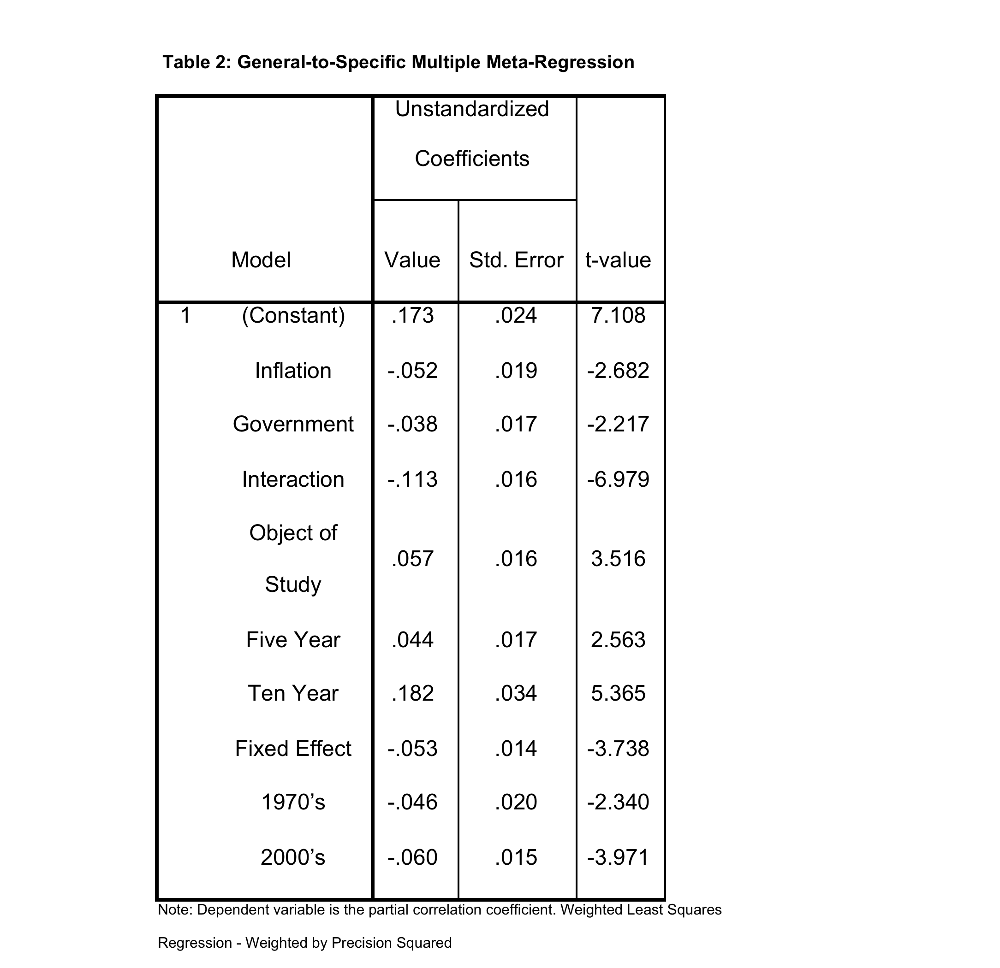 Table 2: General-to-Specific Multiple Meta-Regression
Unstandardized
Coefficients
Model Value Std. Error t-value
1 (Constant) .173 .024 7.108
Inflation -.052 .019 -2.682
Government -.038 .017 -2.217
Interaction -.113 .016 -6.979
Object of
Study .057 .016 3.516
Five Year .044 .017 2.563
Ten Year .182 .034 5.365
Fixed Effect -.053 .014 -3.738
1970’s -.046 .020 -2.340
2000’s -.060 .015 -3.971
Note: Dependent variable is the partial correlation coefficient. Weighted Least Squares
Regression - Weighted by Precision Squared